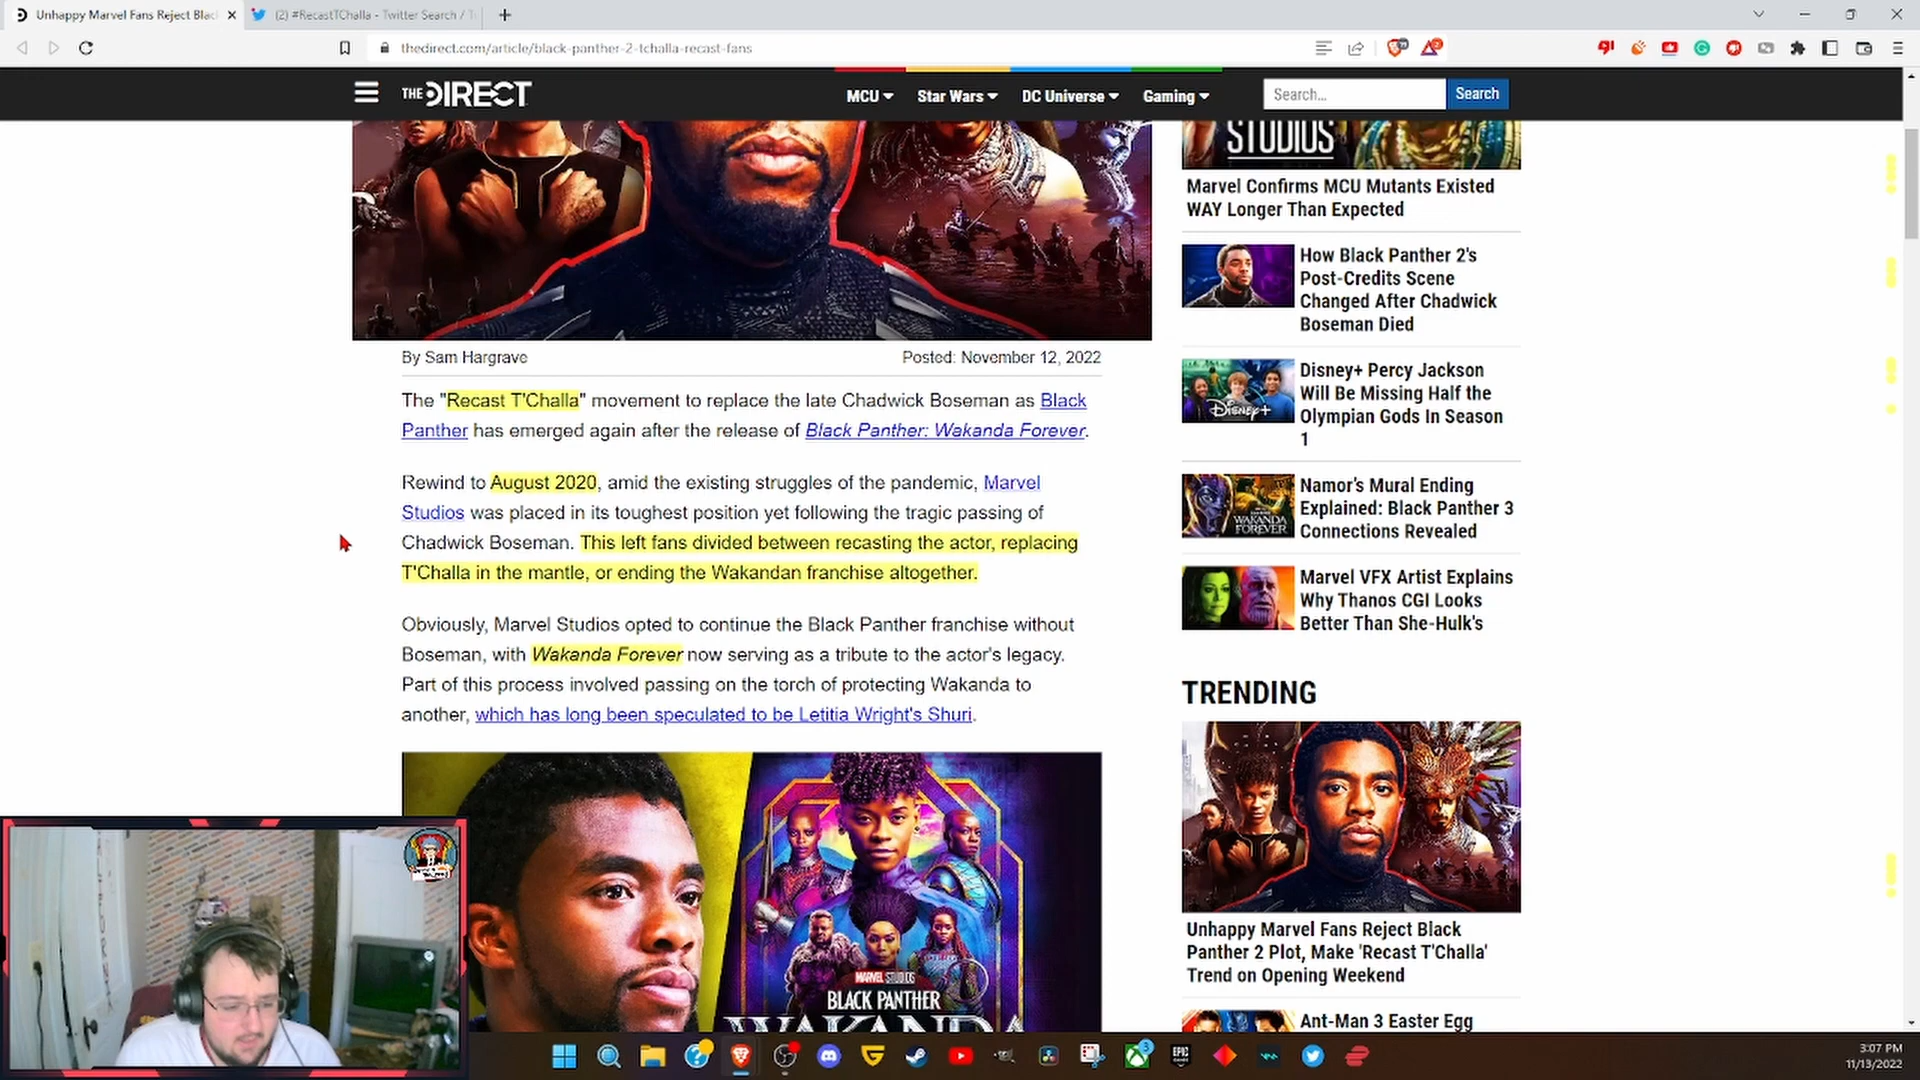 Unhappy Marvel Fans Reject Blac
(2) #RecastTChalla - Twitter Search / T
thedirect.com/article/black-panther-2-tchalla-recast-fans
THE DIRECT
MCU
Star Wars
DC Universe
Gaming
Search...
Search
By Sam Hargrave
Posted: November 12, 2022
The "Recast T'Challa" movement to replace the late Chadwick Boseman as Black
Panther has emerged again after the release of Black Panther: Wakanda Forever.
Rewind to August 2020, amid the existing struggles of the pandemic, Marvel
Studios was placed in its toughest position yet following the tragic passing of
Chadwick Boseman. This left fans divided between recasting the actor, replacing
T'Challa in the mantle, or ending the Wakandan franchise altogether.
Obviously, Marvel Studios opted to continue the Black Panther franchise without
Boseman, with Wakanda Forever now serving as a tribute to the actor's legacy.
Part of this process involved passing on the torch of protecting Wakanda to
another, which has long been speculated to be Letitia Wright's Shuri.
MARVEL STUDIOS
BLACK PANTHER
WAKANDA
STUDIOS
Marvel Confirms MCU Mutants Existed
WAY Longer Than Expected
How Black Panther 2's
Post-Credits Scene
Changed After Chadwick
Boseman Died
Disney+
Disney+ Percy Jackson
Will Be Missing Half the
Olympian Gods In Season
1
WAKANDA
FOREVER
Namor's Mural Ending
Explained: Black Panther 3
Connections Revealed
Marvel VFX Artist Explains
Why Thanos CGI Looks
Better Than She-Hulk's
TRENDING
Unhappy Marvel Fans Reject Black
Panther 2 Plot, Make 'Recast T'Challa'
Trend on Opening Weekend
Ant-Man 3 Easter Egg
EPIC
GAMES
3
3:07 PM
11/13/2022